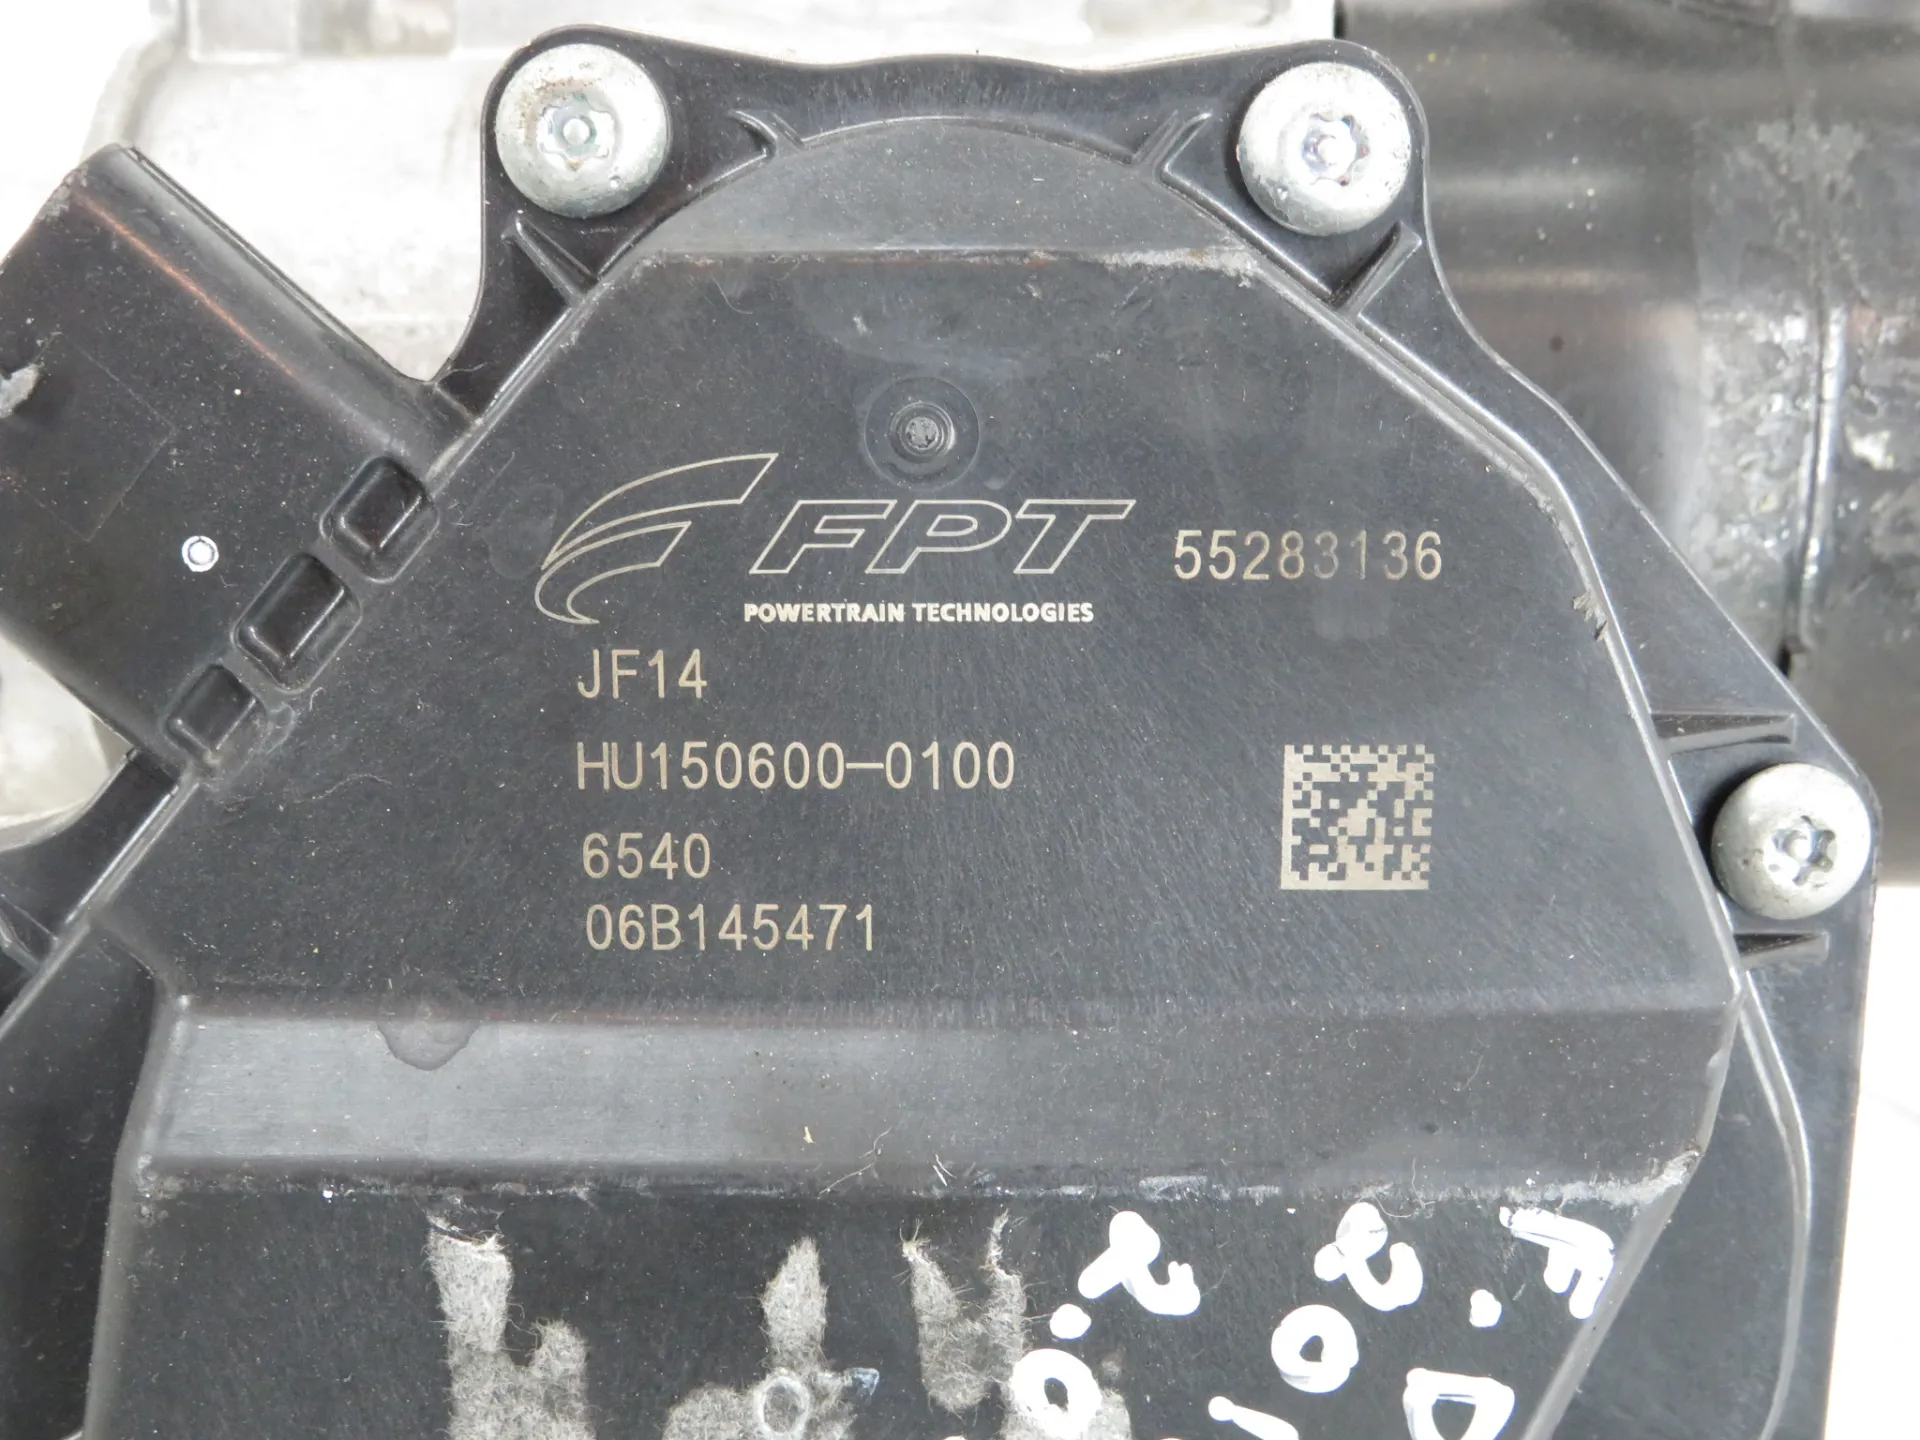 FPT 55283136
POWERTRAIN TECHNOLOGIES
JF14
HU150600-0100
6540
06B145471